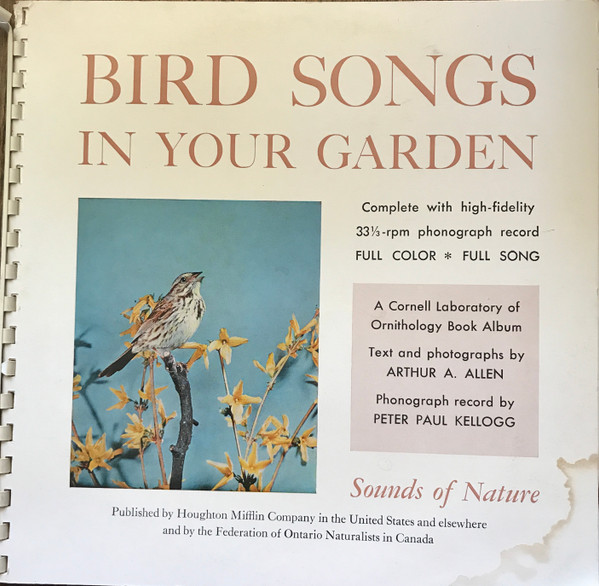 BIRD SONGS
IN YOUR GARDEN
Complete with high-fidelity
33⅓-rpm phonograph record
FULL COLOR * FULL SONG
A Cornell Laboratory of
Ornithology Book Album
Text and photographs by
ARTHUR A. ALLEN
Phonograph record by
PETER PAUL KELLOGG
Sounds of Nature
Published by Houghton Mifflin Company in the United States and elsewhere
and by the Federation of Ontario Naturalists in Canada